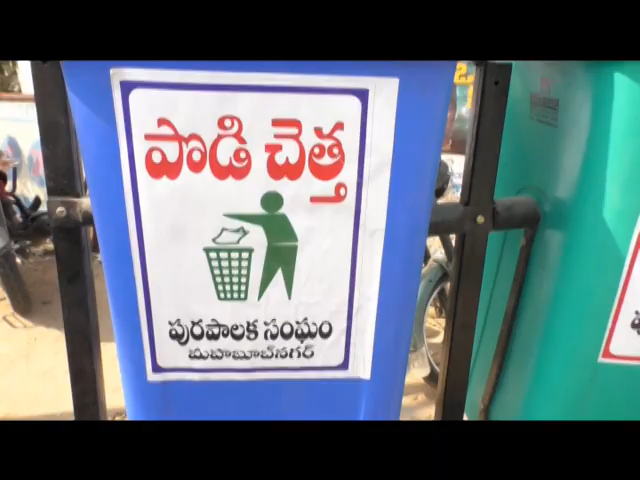 పొడి చెత్త
పురపాలక సంఘం
మహబూబ్‌నగర్